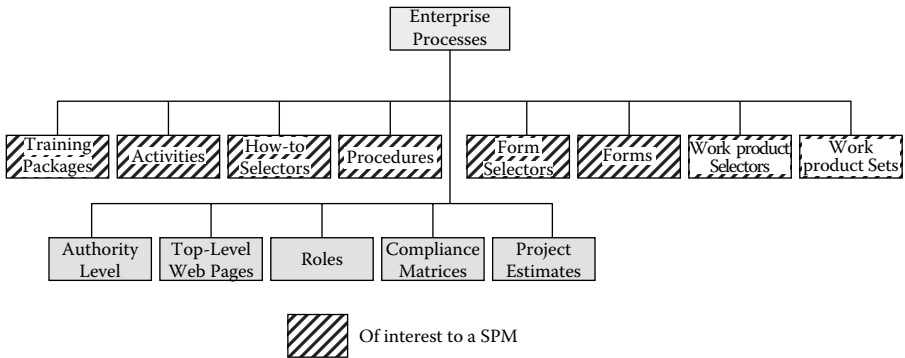 Enterprise
Processes
Training
Packages
Activities
How-to
Selectors
Procedures
Form
Selectors
Forms
Work product
Selectors
Work
product Sets
Authority
Level
Top-Level
Web Pages
Roles
Compliance
Matrices
Project
Estimates
Of interest to a SPM